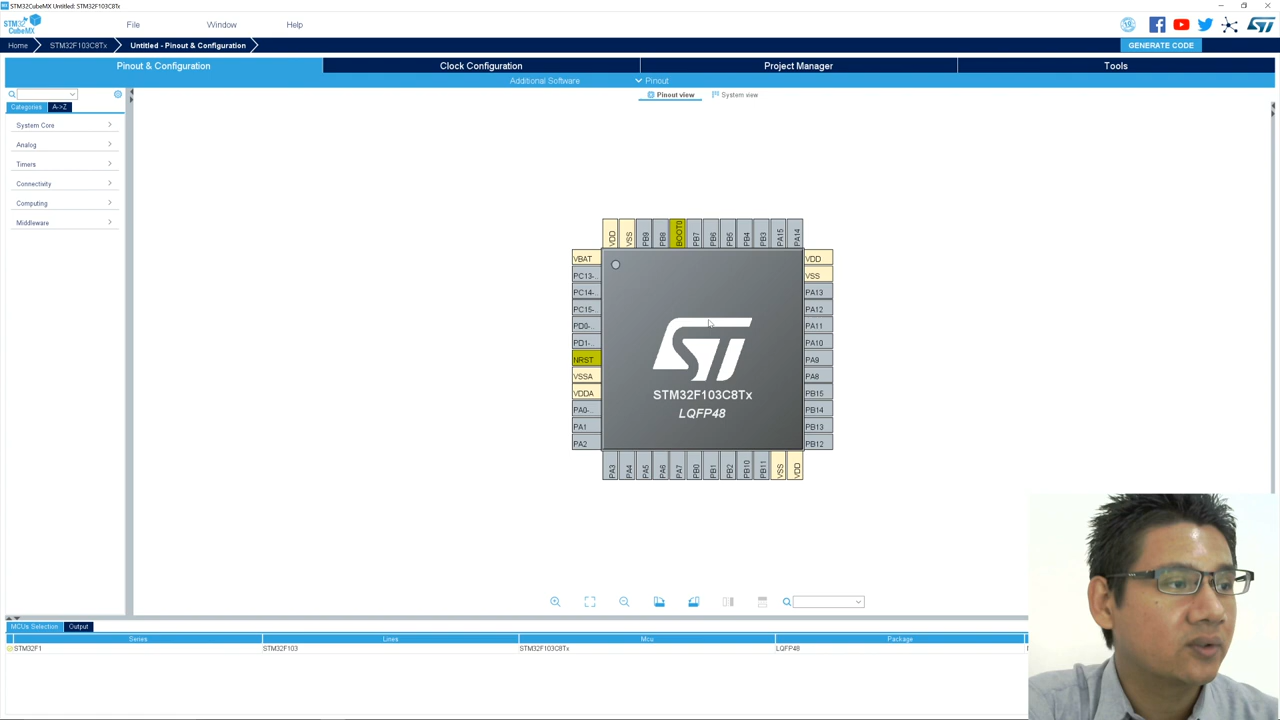 STM32CubeMX Untitled: STM32F103C8Tx
STM32
CubeMX
File
Window
Help
Home
STM32F103C8Tx
Untitled - Pinout & Configuration
GENERATE CODE
Pinout & Configuration
Clock Configuration
Project Manager
Tools
Additional Software
Pinout
Pinout view
System view
Categories
A->Z
System Core
Analog
Timers
Connectivity
Computing
Middleware
VDD
VSS
PB9
PB8
BOOT0
PB7
PB6
PB5
PB4
PB3
PA15
PA14
VBAT
PC13-..
PC14-..
PC15-..
PD0-..
PD1-..
NRST
VSSA
VDDA
PA0-..
PA1
PA2
VDD
VSS
PA13
PA12
PA11
PA10
PA9
PA8
PB15
PB14
PB13
PB12
ST
STM32F103C8Tx
LQFP48
PA3
PA4
PA5
PA6
PA7
PB0
PB1
PB2
PB10
PB11
VSS
VDD
MCUs Selection
Output
Series
Lines
Mcu
Package
STM32F1
STM32F103
STM32F103C8Tx
LQFP48